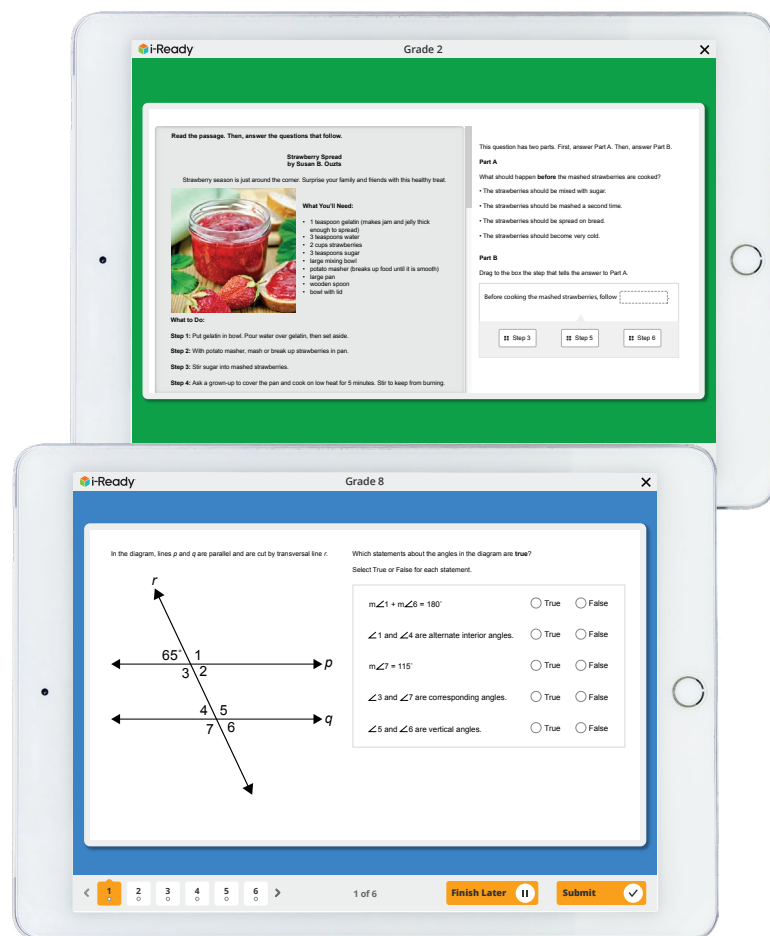 i-Ready
Grade 2
Read the passage. Then, answer the questions that follow.
Strawberry Spread
by Susan B. Ouzts
Strawberry season is just around the corner. Surprise your family and friends with this healthy treat.
What You'll Need:
• 1 teaspoon gelatin (makes jam and jelly thick
enough to spread)
• 3 teaspoons water
• 2 cups strawberries
• 3 teaspoons sugar
• large mixing bowl
• potato masher (breaks up food until it is smooth)
• large pan
• wooden spoon
• bowl with lid
What to Do:
Step 1: Put gelatin in bowl. Pour water over gelatin, then set aside.
Step 2: With potato masher, mash or break up strawberries in pan.
Step 3: Stir sugar into mashed strawberries.
Step 4: Ask a grown-up to cover the pan and cook on low heat for 5 minutes. Stir to keep from burning.
This question has two parts. First, answer Part A. Then, answer Part B.
Part A
What should happen before the mashed strawberries are cooked?
• The strawberries should be mixed with sugar.
• The strawberries should be mashed a second time.
• The strawberries should be spread on bread.
• The strawberries should become very cold.
Part B
Drag to the box the step that tells the answer to Part A.
Before cooking the mashed strawberries, follow .
Step 3
Step 5
Step 6
i-Ready
Grade 8
In the diagram, lines p and q are parallel and are cut by transversal line r.
r
65° 1
p
3 2
4 5
q
7 6
Which statements about the angles in the diagram are true?
Select True or False for each statement.
m∠1 + m∠6 = 180° True False
∠1 and ∠4 are alternate interior angles. True False
m∠7 = 115° True False
∠3 and ∠7 are corresponding angles. True False
∠5 and ∠6 are vertical angles. True False
1 2 3 4 5 6
1 of 6
Finish Later
Submit